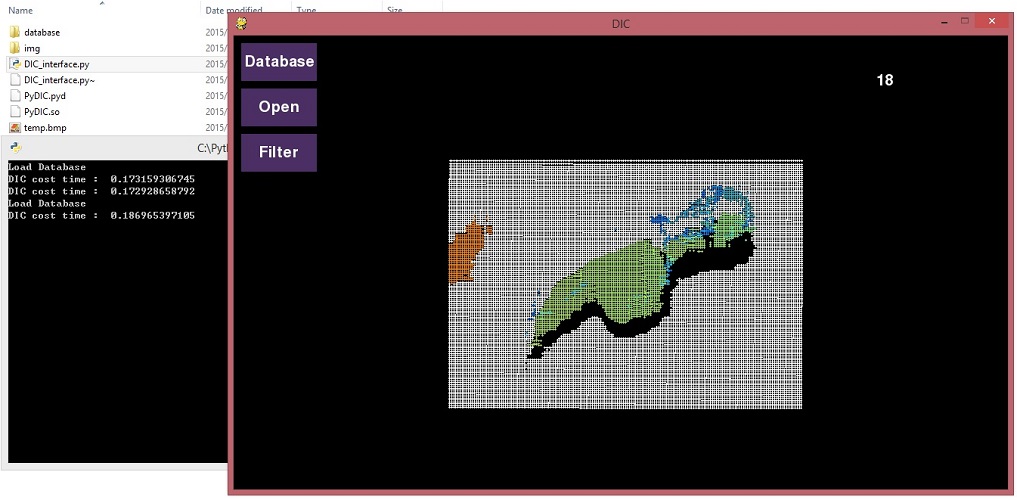 Name
Date modified
Type
Size
database
2015/
img
2015/
DIC_interface.py
2015/
DIC_interface.py~
2015/
PyDIC.pyd
2015/
PyDIC.so
2015/
temp.bmp
2015/
C:\Pyth
Load Database
DIC cost time :  0.173159306745
DIC cost time :  0.172928658792
Load Database
DIC cost time :  0.186965397105
DIC
Database
18
Open
Filter